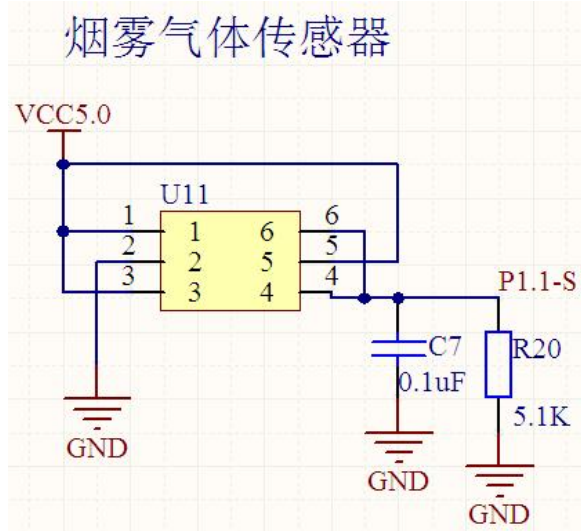 烟雾气体传感器
VCC5.0
U11
1 1 6 6
2 2 5 5
3 3 4 4
P1.1-S
C7
0.1uF
R20
5.1K
GND
GND
GND